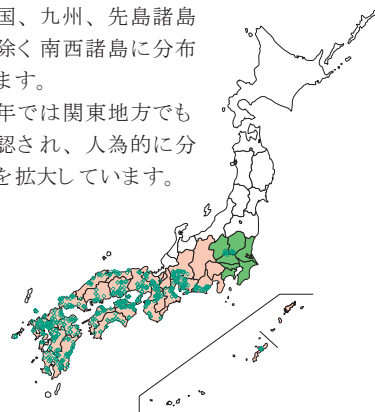 国、九州、先島諸島
除く南西諸島に分布
ます。
年では関東地方でも
認され、人為的に分
を拡大しています。